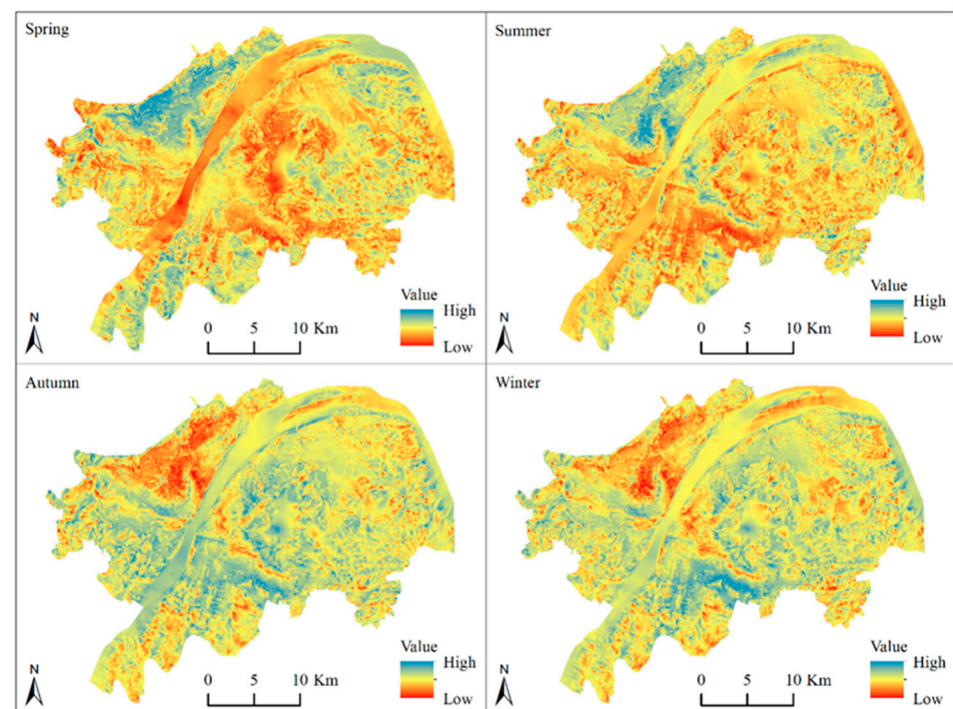 Spring
Value
High
Low
N
0 5 10 Km
Summer
Value
High
Low
N
0 5 10 Km
Autumn
Value
High
Low
N
0 5 10 Km
Winter
Value
High
Low
N
0 5 10 Km